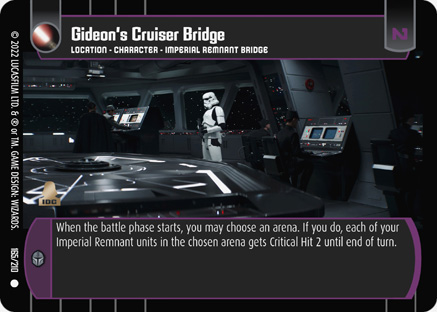 Gideon's Cruiser Bridge
LOCATION - CHARACTER - IMPERIAL REMNANT BRIDGE
N
IDC
When the battle phase starts, you may choose an arena. If you do, each of your
Imperial Remnant units in the chosen arena gets Critical Hit 2 until end of turn.
© 2022 LUCASFILM LTD. & ® or TM. GAME DESIGN: WIZARDS.
165/210